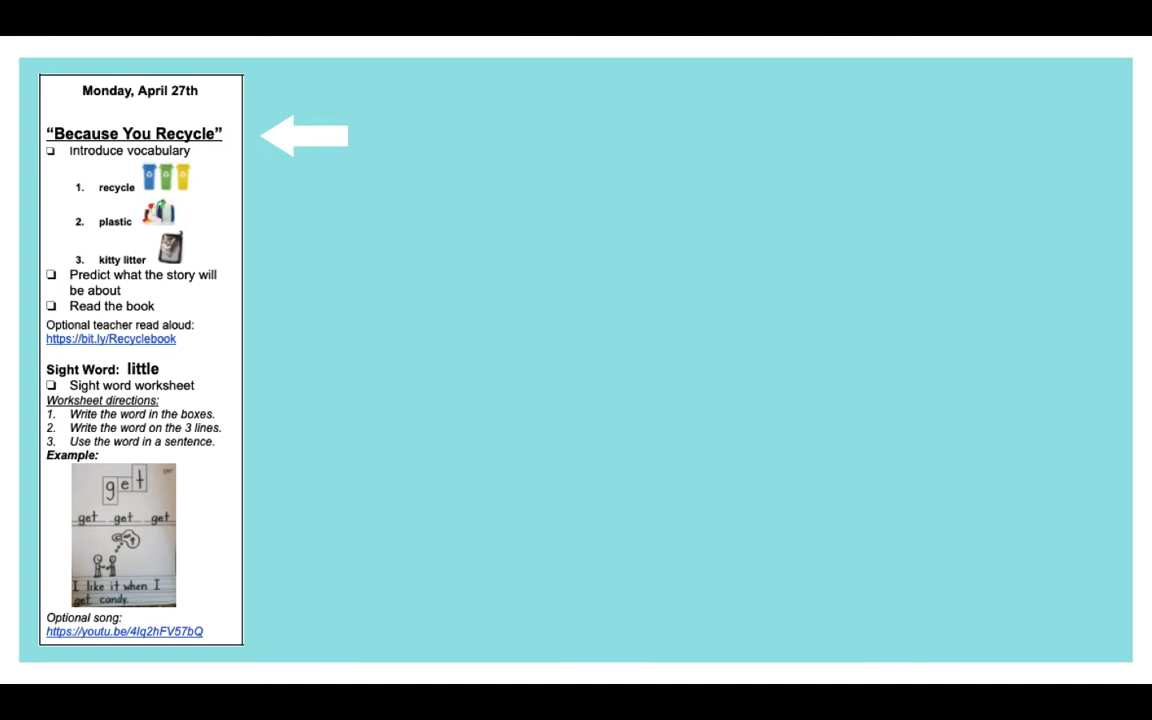 Monday, April 27th
“Because You Recycle”
❏ Introduce vocabulary
1. recycle
2. plastic
3. kitty litter
❏ Predict what the story will
be about
❏ Read the book
Optional teacher read aloud:
https://bit.ly/Recyclebook
Sight Word: little
❏ Sight word worksheet
Worksheet directions:
1. Write the word in the boxes.
2. Write the word on the 3 lines.
3. Use the word in a sentence.
Example:
get
get get get
I like it when I
get candy.
Optional song:
https://youtu.be/4Iq2hFV57bQ